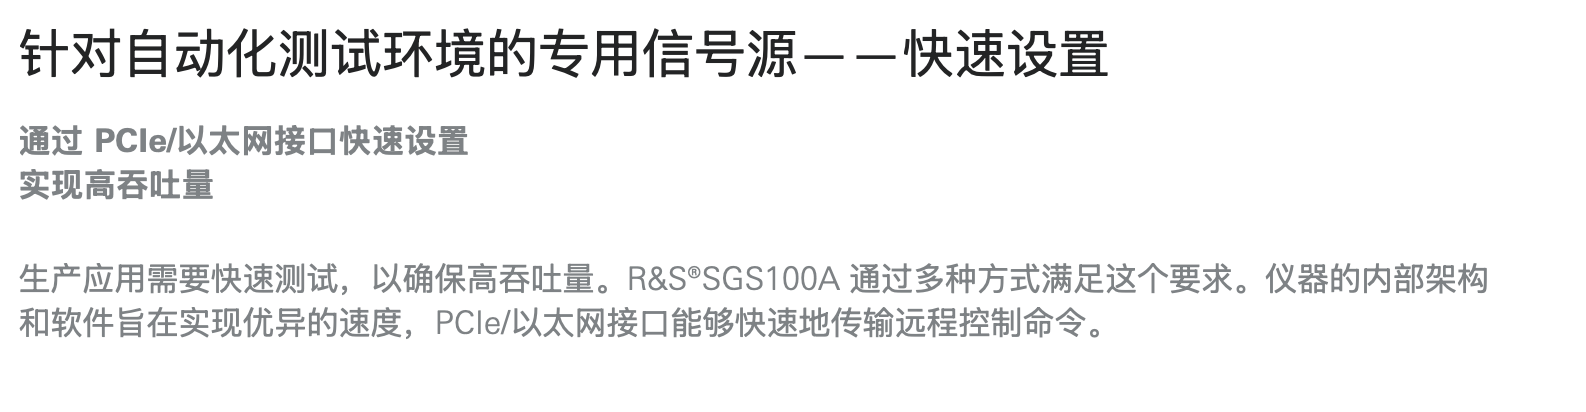 针对自动化测试环境的专用信号源——快速设置
通过 PCIe/以太网接口快速设置
实现高吞吐量
生产应用需要快速测试，以确保高吞吐量。R&S®SGS100A 通过多种方式满足这个要求。仪器的内部架构
和软件旨在实现优异的速度，PCIe/以太网接口能够快速地传输远程控制命令。